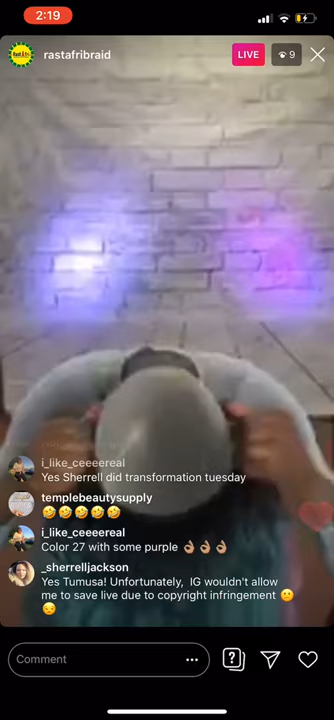 2:19
rastafribraid
LIVE
9
i_like_ceeeereal
Yes Sherrell did transformation tuesday
templebeautysupply
🤣🤣🤣🤣🤣
i_like_ceeeereal
Color 27 with some purple 👌🏽👌🏽👌🏽
_sherrelljackson
Yes Tumusa! Unfortunately, IG wouldn't allow
me to save live due to copyright infringement 🙁
😒
Comment